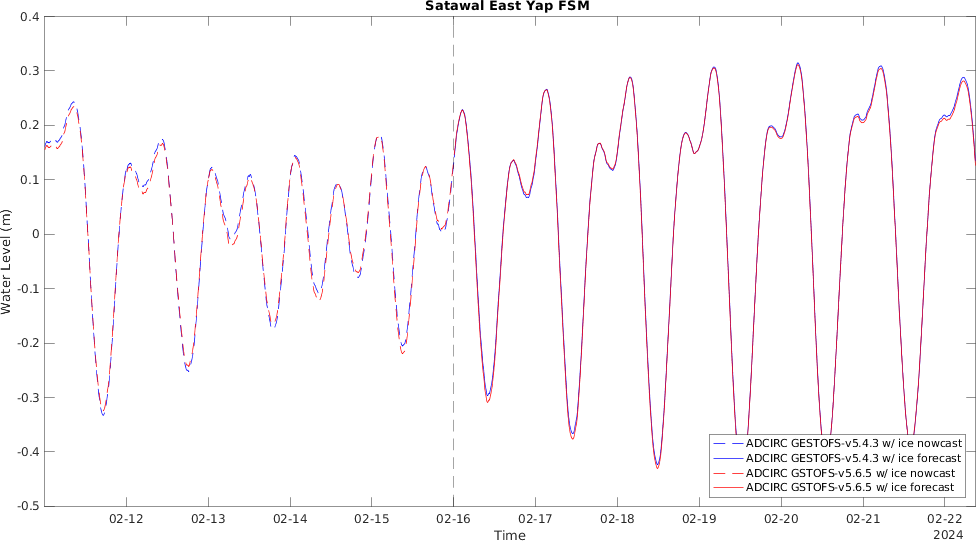 Satawal East Yap FSM
0.4
0.3
0.2
0.1
0
-0.1
-0.2
-0.3
-0.4
-0.5
Water Level (m)
ADCIRC GESTOFS-v5.4.3 w/ ice nowcast
ADCIRC GESTOFS-v5.4.3 w/ ice forecast
ADCIRC GSTOFS-v5.6.5 w/ ice nowcast
ADCIRC GSTOFS-v5.6.5 w/ ice forecast
02-12 02-13 02-14 02-15 02-16 02-17 02-18 02-19 02-20 02-21 02-22
Time 2024